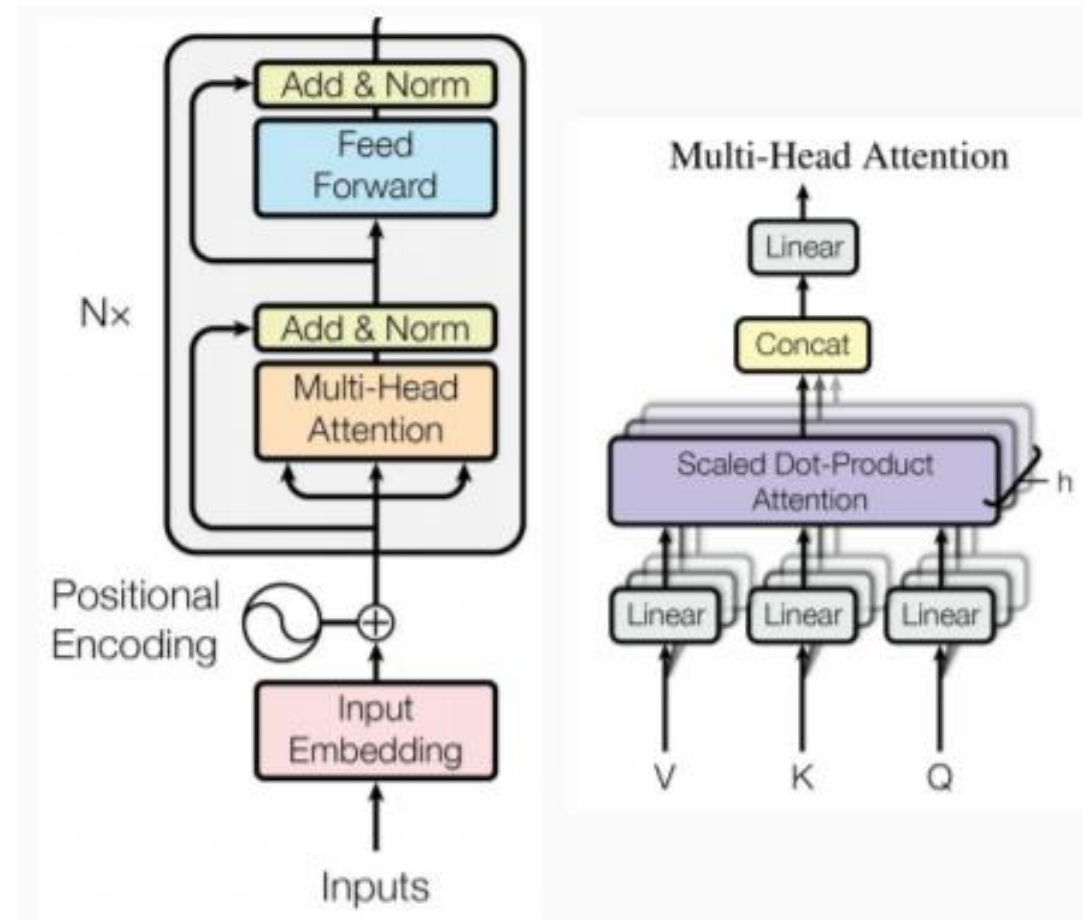 Add & Norm
Feed
Forward
Nx
Add & Norm
Multi-Head
Attention
Positional
Encoding
Input
Embedding
Inputs
Multi-Head Attention
Linear
Concat
Scaled Dot-Product
Attention
h
Linear
Linear
Linear
V
K
Q